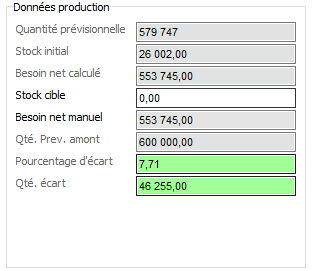 Données production
Quantité prévisionnelle 579 747
Stock initial 26 002,00
Besoin net calculé 553 745,00
Stock cible 0,00
Besoin net manuel 553 745,00
Qté. Prev. amont 600 000,00
Pourcentage d'écart 7,71
Qté. écart 46 255,00